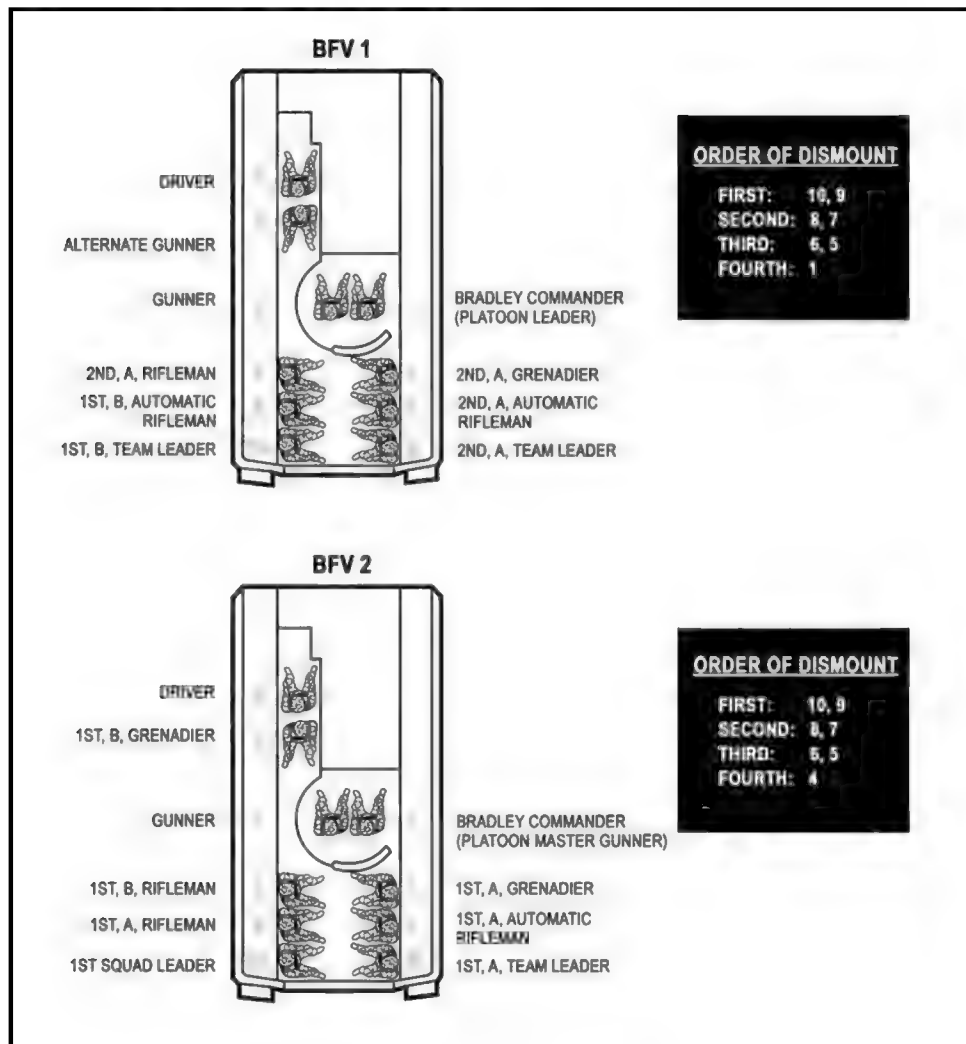 BFV 1
DRIVER
ALTERNATE GUNNER
GUNNER
BRADLEY COMMANDER
(PLATOON LEADER)
2ND, A, RIFLEMAN
1ST, B, AUTOMATIC
RIFLEMAN
1ST, B, TEAM LEADER
2ND, A, GRENADIER
2ND, A, AUTOMATIC
RIFLEMAN
2ND, A, TEAM LEADER
ORDER OF DISMOUNT
FIRST: 10, 9
SECOND: 8, 7
THIRD: 6, 5
FOURTH: 1
BFV 2
DRIVER
1ST, B, GRENADIER
GUNNER
BRADLEY COMMANDER
(PLATOON MASTER GUNNER)
1ST, B, RIFLEMAN
1ST, A, RIFLEMAN
1ST SQUAD LEADER
1ST, A, GRENADIER
1ST, A, AUTOMATIC
RIFLEMAN
1ST, A, TEAM LEADER
ORDER OF DISMOUNT
FIRST: 10, 9
SECOND: 8, 7
THIRD: 6, 5
FOURTH: 4